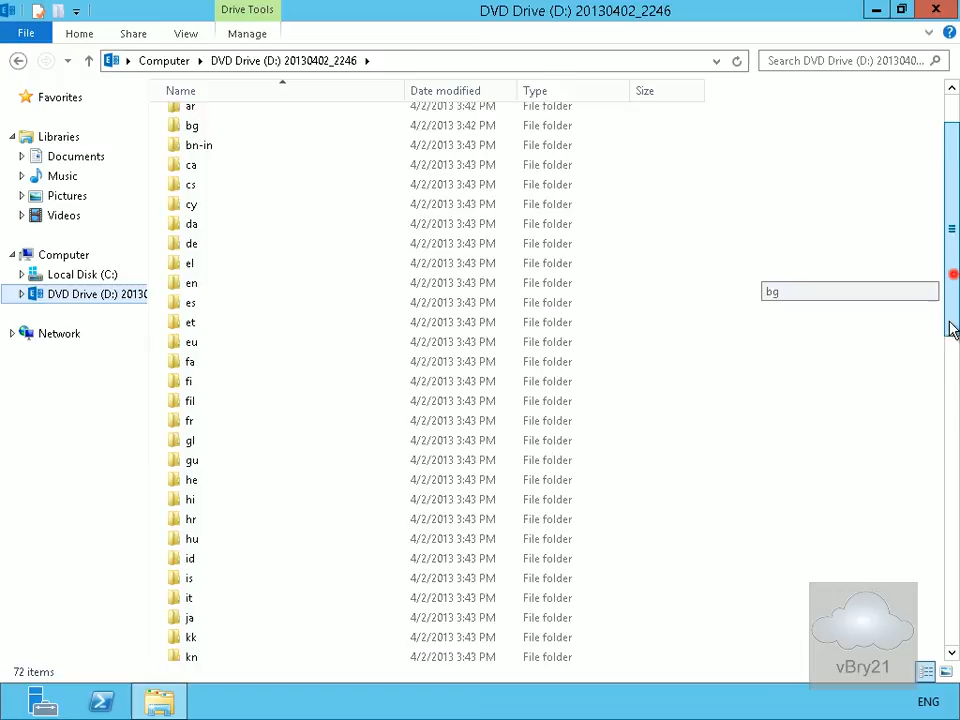 Drive Tools
DVD Drive (D:) 20130402_2246
File
Home
Share
View
Manage
Computer
DVD Drive (D:) 20130402_2246
Search DVD Drive (D:) 2013040...
Name
Date modified
Type
Size
Favorites
Libraries
Documents
Music
Pictures
Videos
Computer
Local Disk (C:)
DVD Drive (D:) 20130
Network
ar 4/2/2013 3:42 PM File folder
bg 4/2/2013 3:42 PM File folder
bn-in 4/2/2013 3:43 PM File folder
ca 4/2/2013 3:43 PM File folder
cs 4/2/2013 3:43 PM File folder
cy 4/2/2013 3:43 PM File folder
da 4/2/2013 3:43 PM File folder
de 4/2/2013 3:43 PM File folder
el 4/2/2013 3:43 PM File folder
en 4/2/2013 3:43 PM File folder
es 4/2/2013 3:43 PM File folder
et 4/2/2013 3:43 PM File folder
eu 4/2/2013 3:43 PM File folder
fa 4/2/2013 3:43 PM File folder
fi 4/2/2013 3:43 PM File folder
fil 4/2/2013 3:43 PM File folder
fr 4/2/2013 3:43 PM File folder
gl 4/2/2013 3:43 PM File folder
gu 4/2/2013 3:43 PM File folder
he 4/2/2013 3:43 PM File folder
hi 4/2/2013 3:43 PM File folder
hr 4/2/2013 3:43 PM File folder
hu 4/2/2013 3:43 PM File folder
id 4/2/2013 3:43 PM File folder
is 4/2/2013 3:43 PM File folder
it 4/2/2013 3:43 PM File folder
ja 4/2/2013 3:43 PM File folder
kk 4/2/2013 3:43 PM File folder
kn 4/2/2013 3:43 PM File folder
bg
vBry21
72 items
ENG